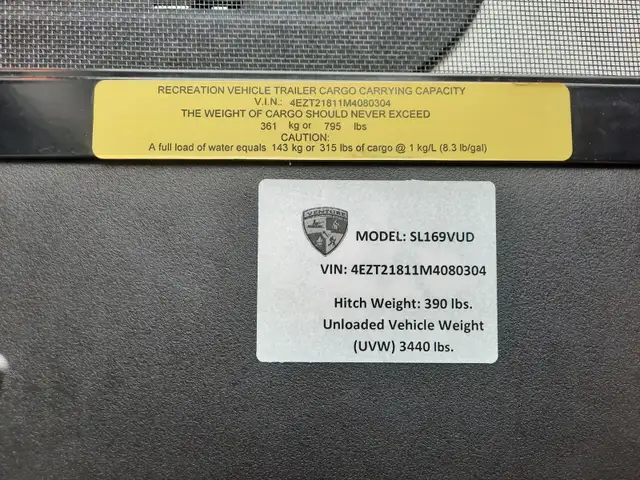 RECREATION VEHICLE TRAILER CARGO CARRYING CAPACITY
V.I.N.: 4EZT21811M4080304
THE WEIGHT OF CARGO SHOULD NEVER EXCEED
361 kg or 795 lbs
CAUTION:
A full load of water equals 143 kg or 315 lbs of cargo @ 1 kg/L (8.3 lb/gal)
VENTURE
MODEL: SL169VUD
VIN: 4EZT21811M4080304
Hitch Weight: 390 lbs.
Unloaded Vehicle Weight
(UVW) 3440 lbs.